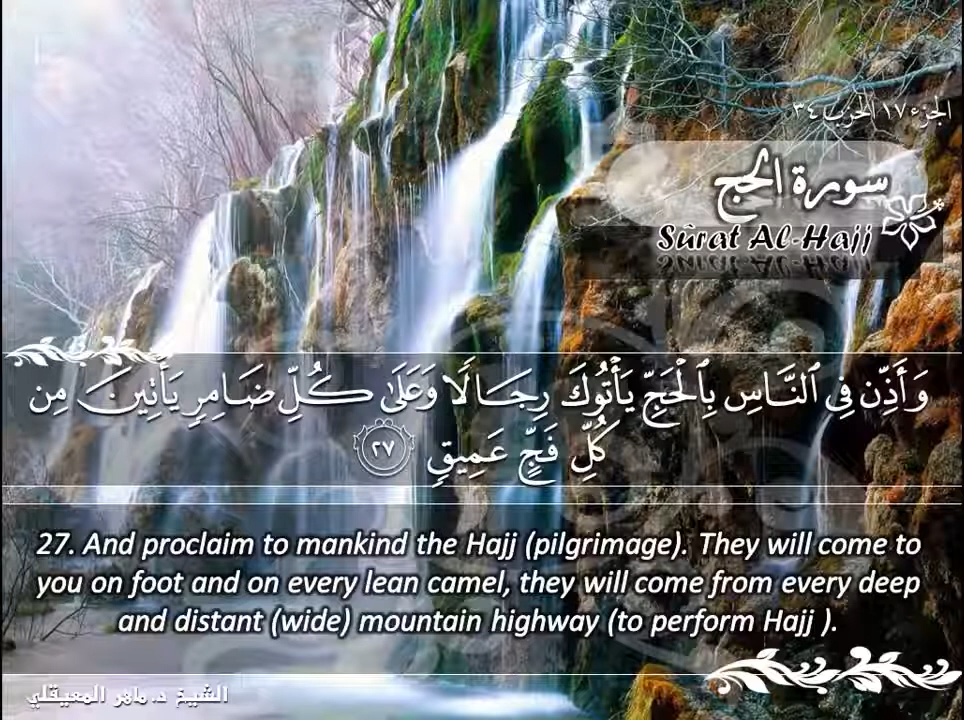 الجزء ١٧ الحزب ٣٤
سورة الحج
Sûrat Al-Hajj
وَأَذِّن فِى ٱلنَّاسِ بِٱلْحَجِّ يَأْتُوكَ رِجَالًا وَعَلَىٰ كُلِّ ضَامِرٍ يَأْتِينَ مِن
كُلِّ فَجٍّ عَمِيقٍ ٢٧
27. And proclaim to mankind the Hajj (pilgrimage). They will come to
you on foot and on every lean camel, they will come from every deep
and distant (wide) mountain highway (to perform Hajj ).
الشيخ د. ماهر المعيقلي